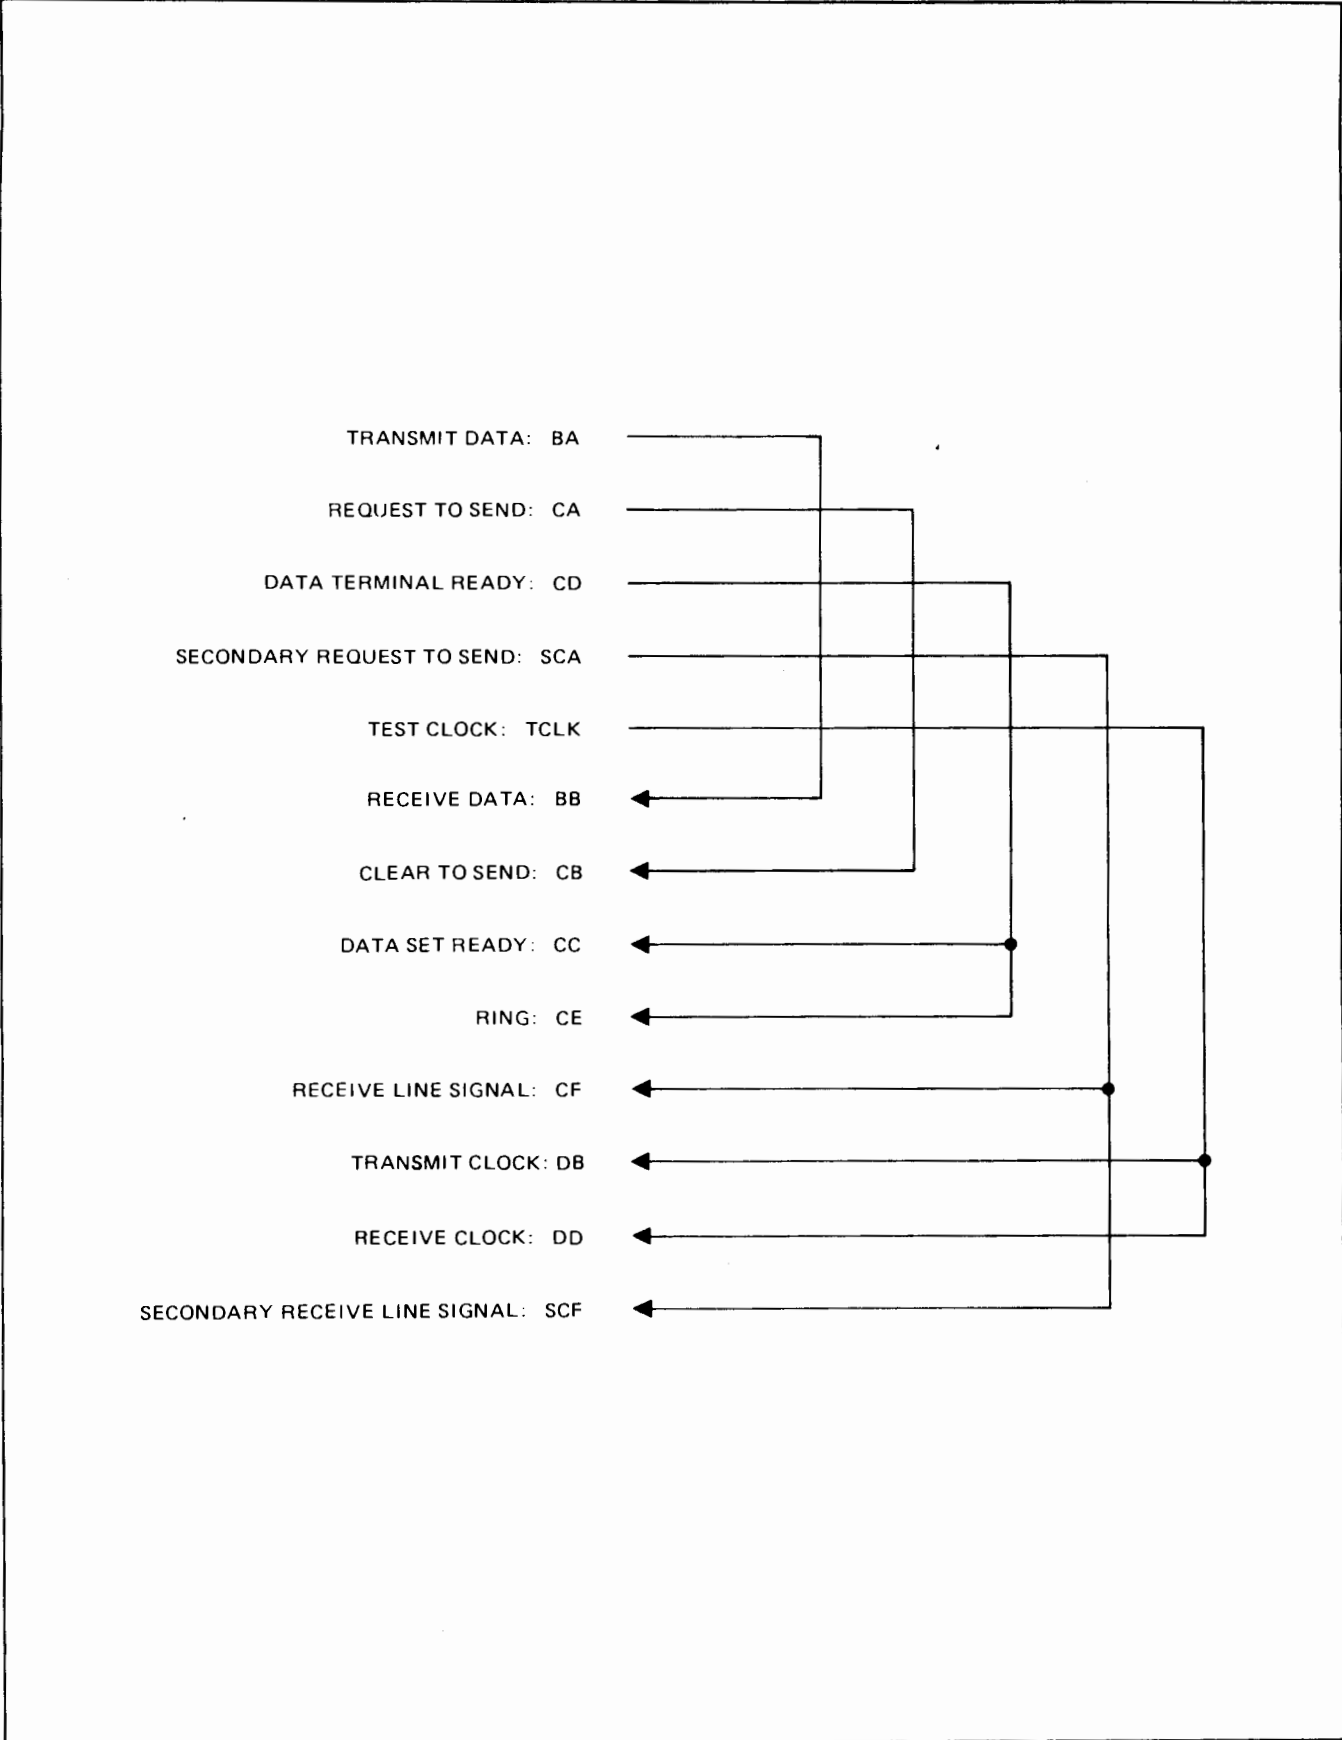 TRANSMIT DATA: BA
REQUEST TO SEND: CA
DATA TERMINAL READY: CD
SECONDARY REQUEST TO SEND: SCA
TEST CLOCK: TCLK
RECEIVE DATA: BB
CLEAR TO SEND: CB
DATA SET READY: CC
RING: CE
RECEIVE LINE SIGNAL: CF
TRANSMIT CLOCK: DB
RECEIVE CLOCK: DD
SECONDARY RECEIVE LINE SIGNAL: SCF